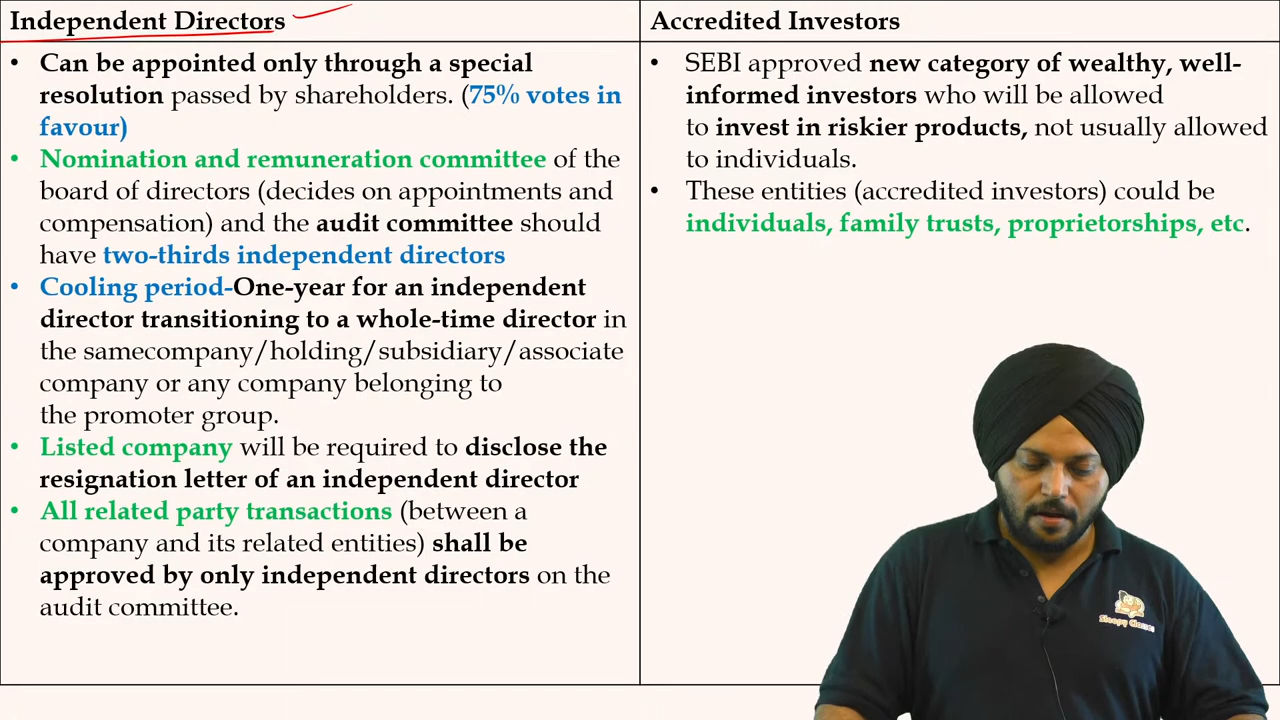 Independent Directors
• Can be appointed only through a special
resolution passed by shareholders. (75% votes in
favour)
• Nomination and remuneration committee of the
board of directors (decides on appointments and
compensation) and the audit committee should
have two-thirds independent directors
• Cooling period-One-year for an independent
director transitioning to a whole-time director in
the samecompany/holding/subsidiary/associate
company or any company belonging to
the promoter group.
• Listed company will be required to disclose the
resignation letter of an independent director
• All related party transactions (between a
company and its related entities) shall be
approved by only independent directors on the
audit committee.
Accredited Investors
• SEBI approved new category of wealthy, well-
informed investors who will be allowed
to invest in riskier products, not usually allowed
to individuals.
• These entities (accredited investors) could be
individuals, family trusts, proprietorships, etc.
Sleepy